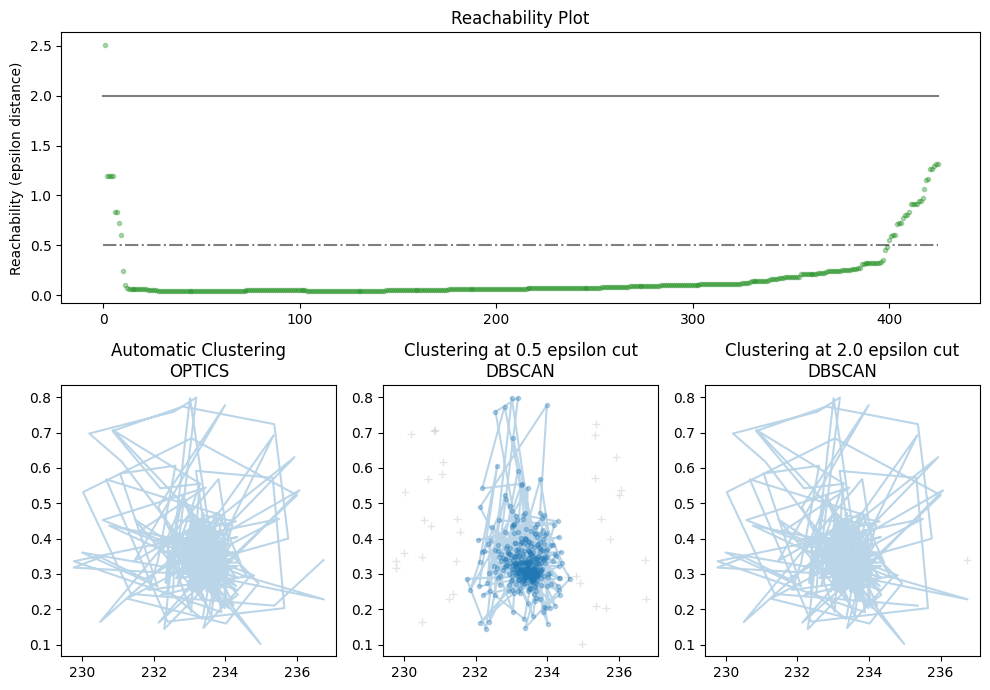 Reachability Plot
Reachability (epsilon distance)
2.5
2.0
1.5
1.0
0.5
0.0
0 100 200 300 400
Automatic Clustering
OPTICS
Clustering at 0.5 epsilon cut
DBSCAN
Clustering at 2.0 epsilon cut
DBSCAN
0.8 0.8 0.8
0.7 0.7 0.7
0.6 0.6 0.6
0.5 0.5 0.5
0.4 0.4 0.4
0.3 0.3 0.3
0.2 0.2 0.2
0.1 0.1 0.1
230 232 234 236 230 232 234 236 230 232 234 236